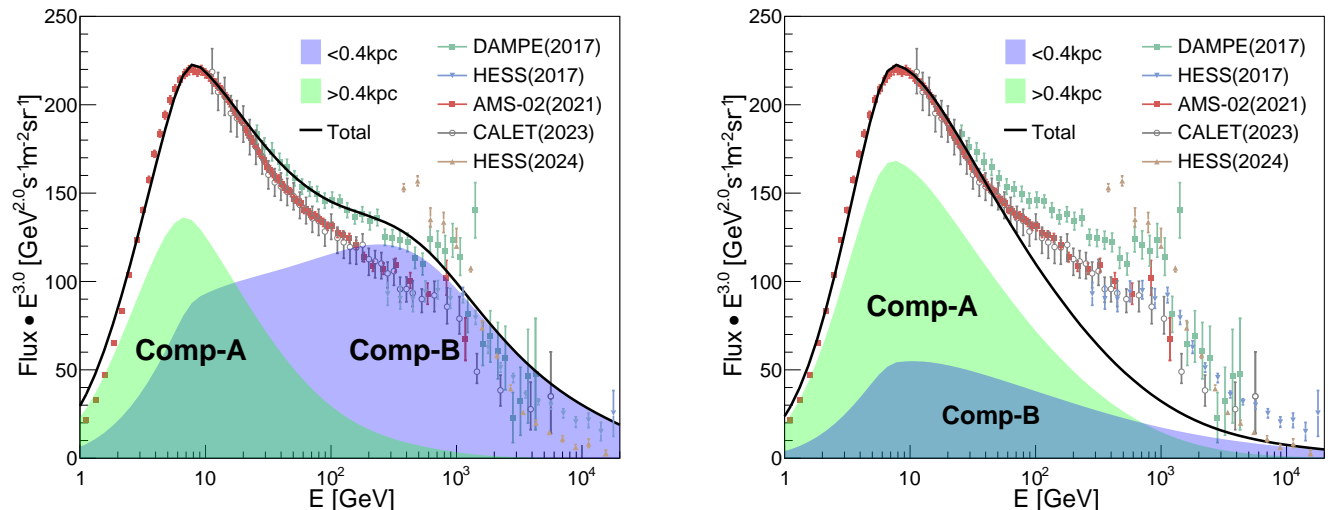 250
200
150
100
50
0
Flux • E^{3.0} [GeV^{2.0}s^{-1}m^{-2}sr^{-1}]
<0.4kpc
>0.4kpc
Total
DAMPE(2017)
HESS(2017)
AMS-02(2021)
CALET(2023)
HESS(2024)
Comp-A
Comp-B
1
10
10^2
10^3
10^4
E [GeV]
250
200
150
100
50
0
Flux • E^{3.0} [GeV^{2.0}s^{-1}m^{-2}sr^{-1}]
<0.4kpc
>0.4kpc
Total
DAMPE(2017)
HESS(2017)
AMS-02(2021)
CALET(2023)
HESS(2024)
Comp-A
Comp-B
1
10
10^2
10^3
10^4
E [GeV]